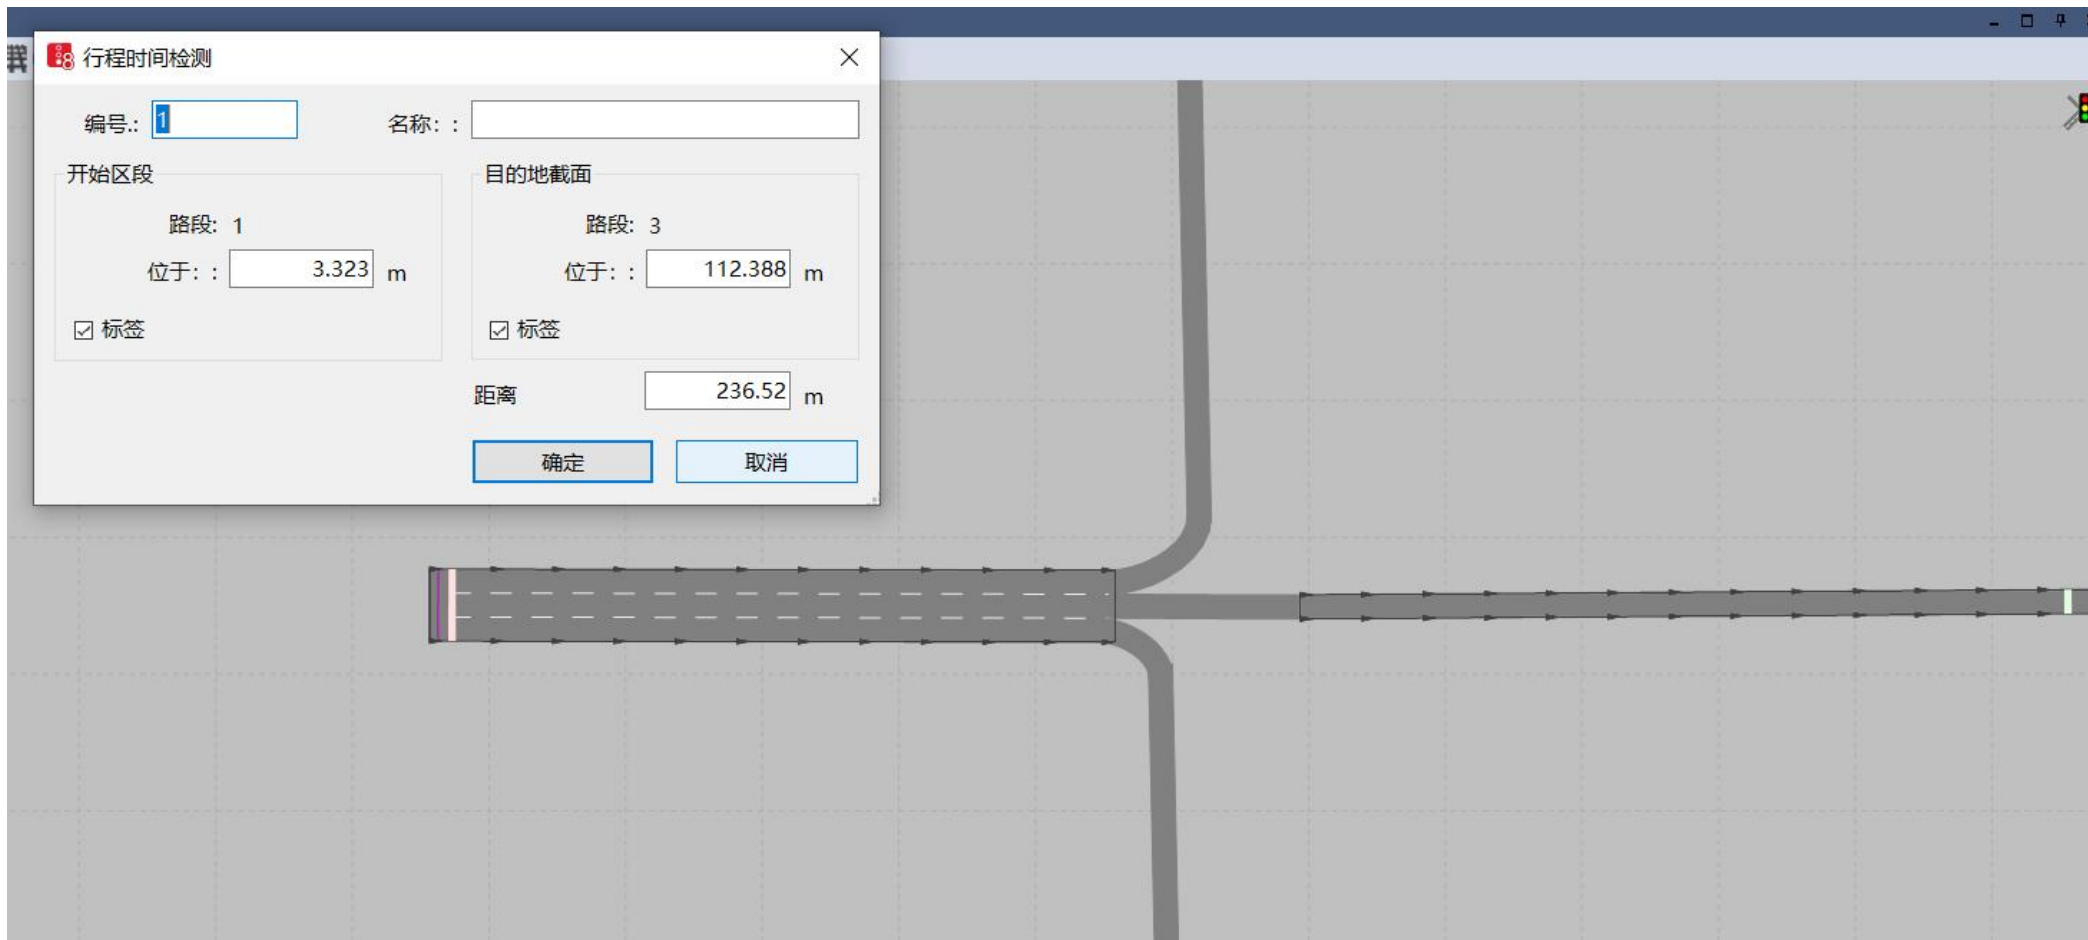 行程时间检测
编号.: 1 名称: :
开始区段 目的地截面
路段: 1 路段: 3
位于: : 3.323 m 位于: : 112.388 m
标签 标签
距离 236.52 m
确定 取消